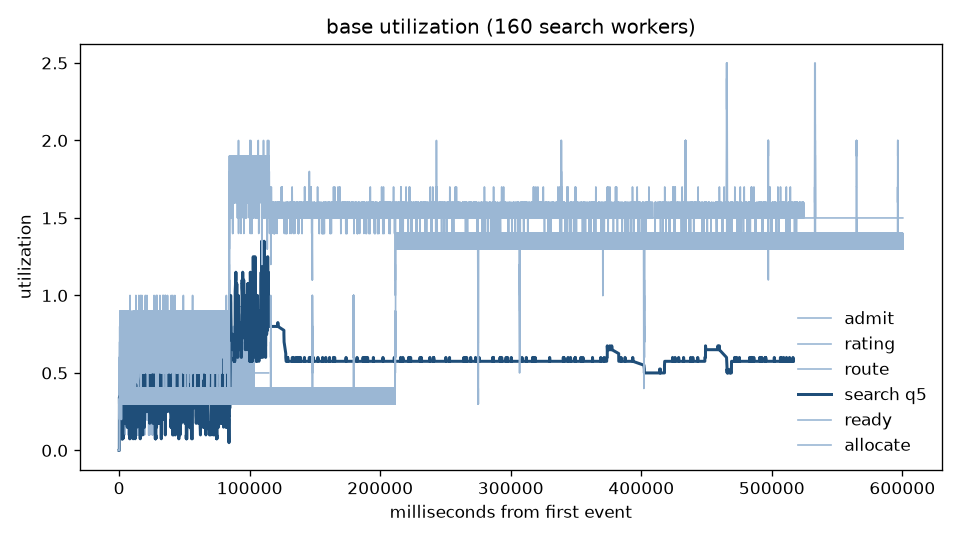 base utilization (160 search workers)
2.5
2.0
1.5
1.0
0.5
0.0
utilization
admit
rating
route
search q5
ready
allocate
0 100000 200000 300000 400000 500000 600000
milliseconds from first event